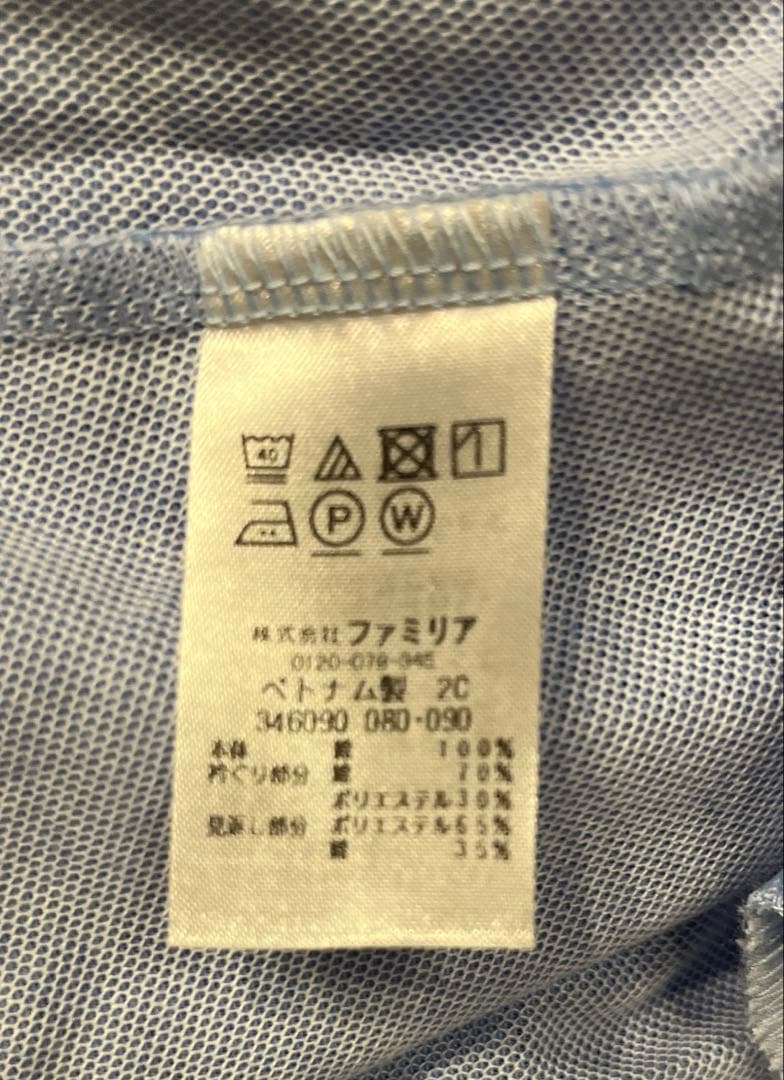 40
P W
株式会社ファミリア
0120-078-345
ベトナム製 2C
346090 080-090
本体 綿 100%
衿ぐり部分 綿 70%
ポリエステル30%
見返し部分 ポリエステル65%
綿 35%